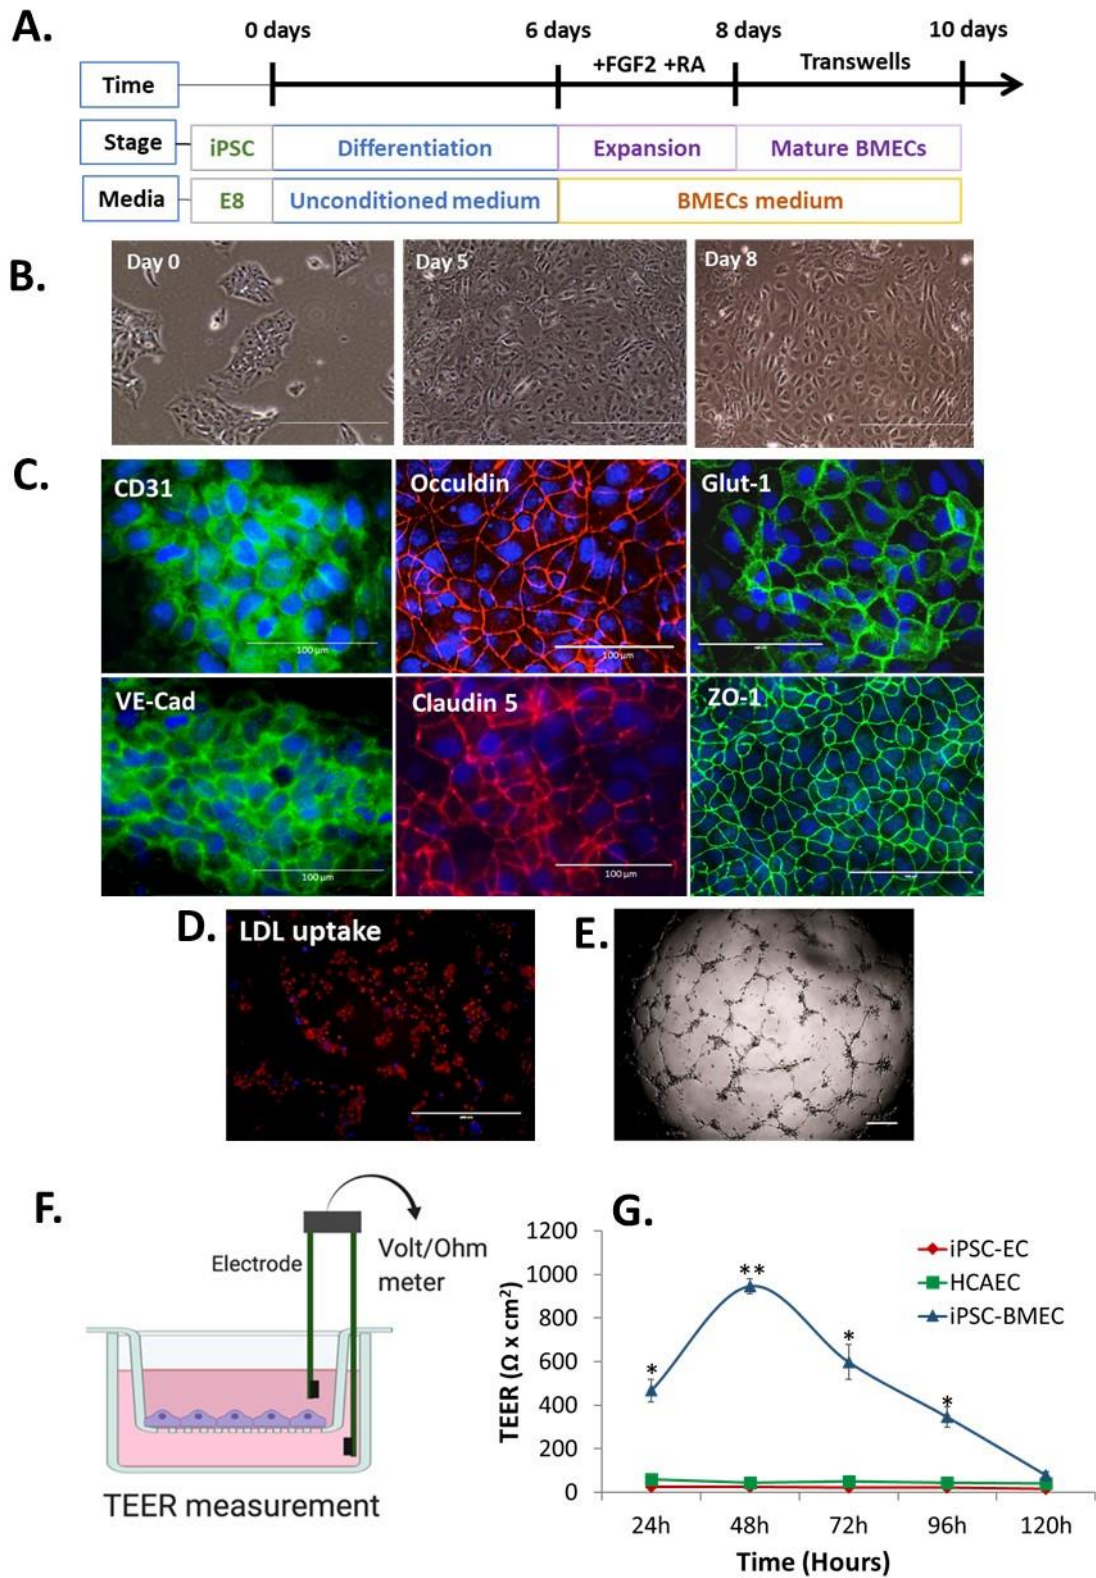 A.
0 days 6 days 8 days 10 days
+FGF2 +RA Transwells
Time
Stage iPSC Differentiation Expansion Mature BMECs
Media E8 Unconditioned medium BMECs medium
B.
Day 0 Day 5 Day 8
C.
CD31 Occuldin Glut-1
100 µm 100 µm
VE-Cad Claudin 5 ZO-1
100 µm 100 µm
D. LDL uptake
E.
F.
Electrode
Volt/Ohm
meter
TEER measurement
G.
TEER (Ω x cm²)
1200
1000
800
600
400
200
0
iPSC-EC
HCAEC
iPSC-BMEC
* ** * *
24h 48h 72h 96h 120h
Time (Hours)